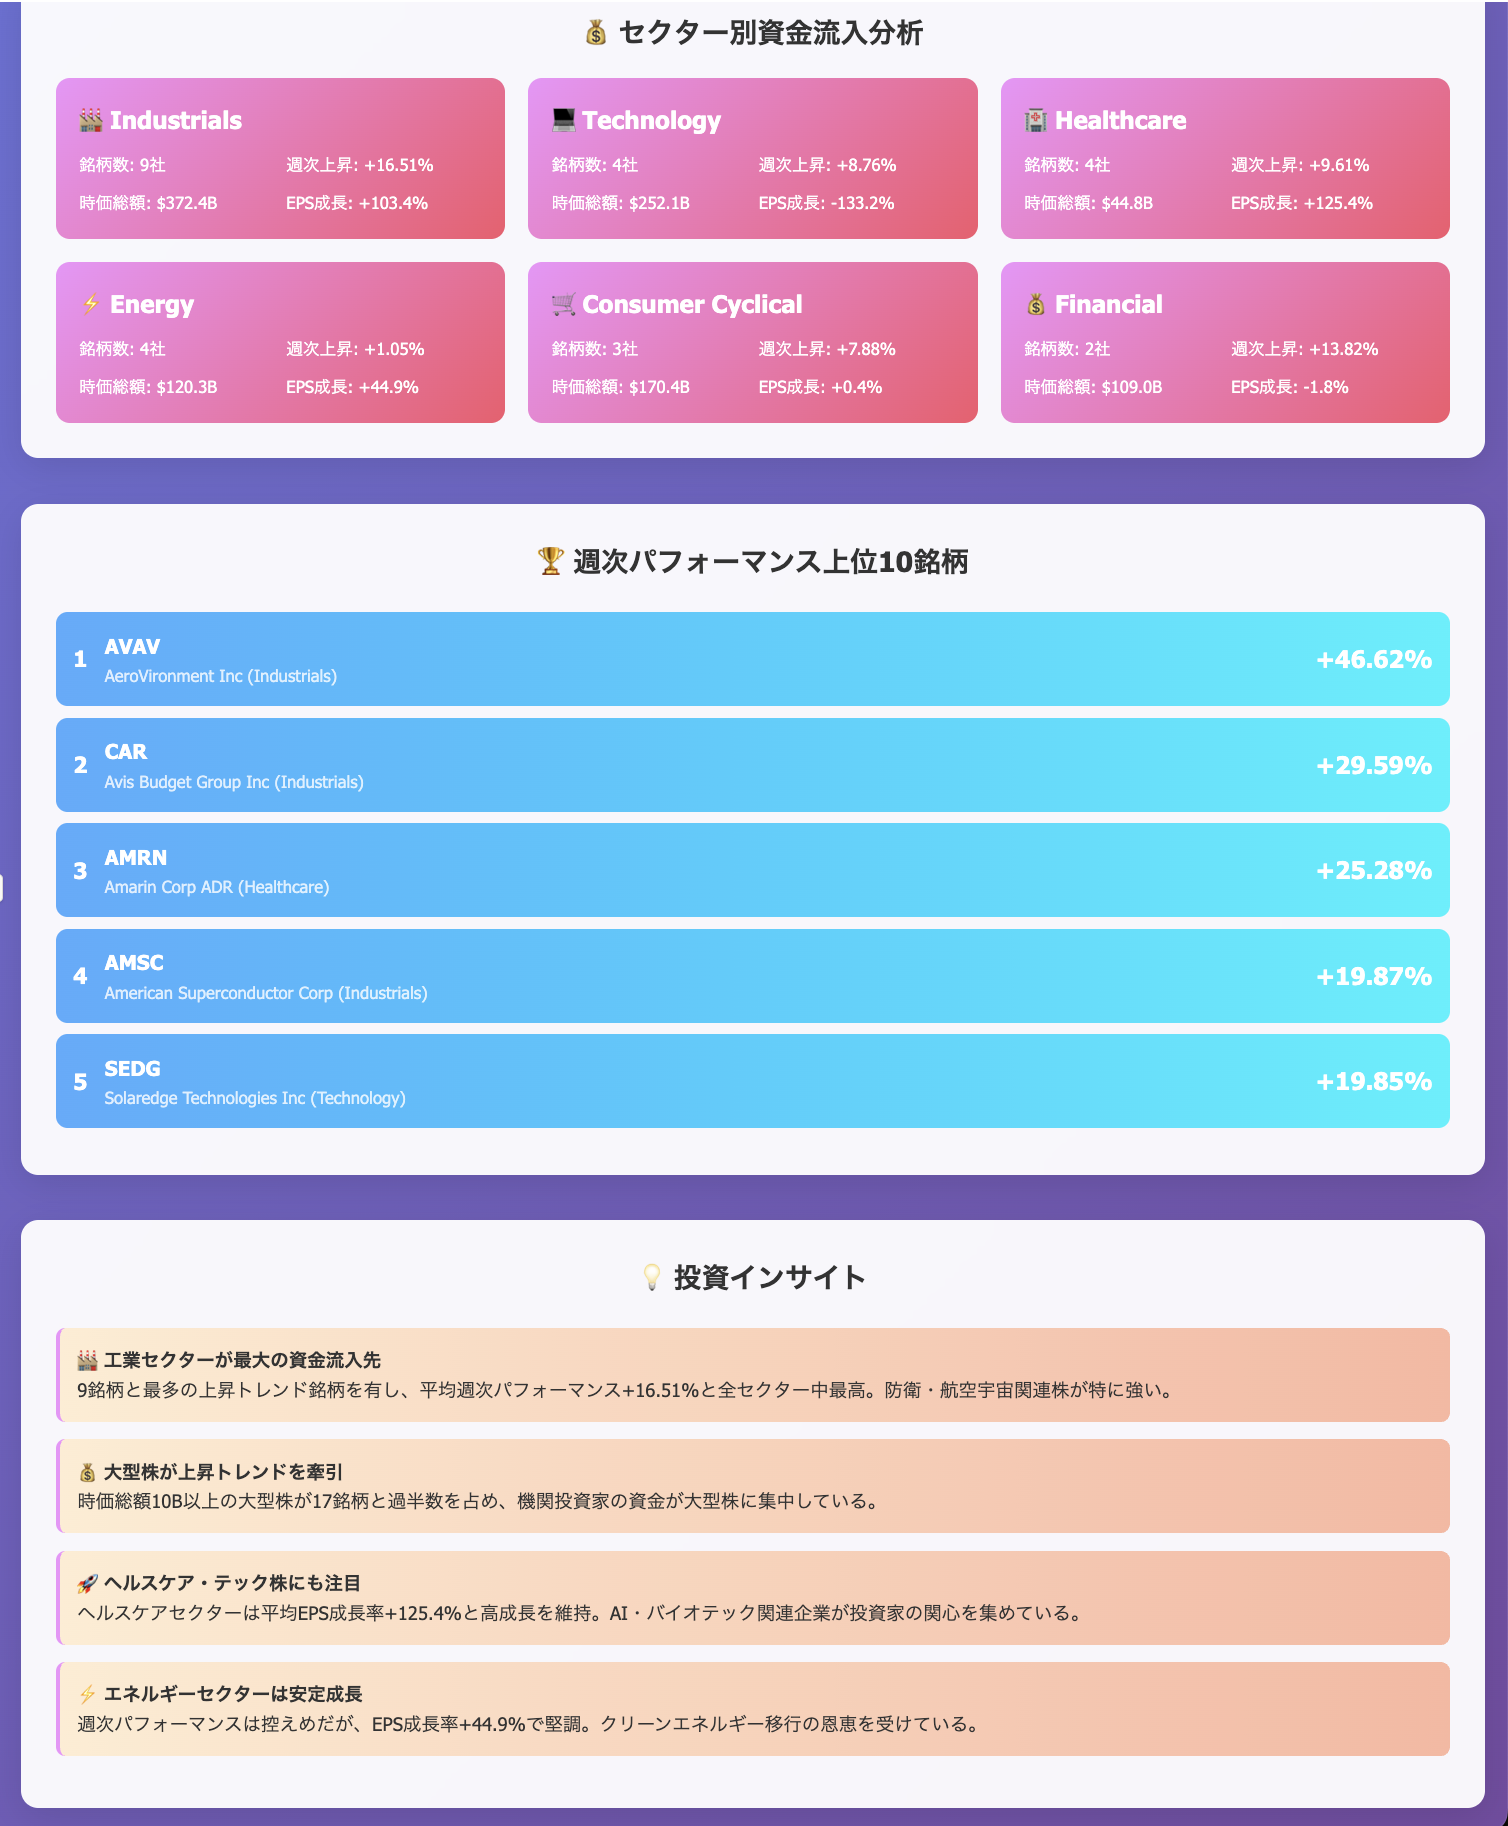 💰 セクター別資金流入分析
🏭 Industrials
銘柄数: 9社
週次上昇: +16.51%
時価総額: $372.4B
EPS成長: +103.4%
💻 Technology
銘柄数: 4社
週次上昇: +8.76%
時価総額: $252.1B
EPS成長: -133.2%
🏥 Healthcare
銘柄数: 4社
週次上昇: +9.61%
時価総額: $44.8B
EPS成長: +125.4%
⚡ Energy
銘柄数: 4社
週次上昇: +1.05%
時価総額: $120.3B
EPS成長: +44.9%
🛒 Consumer Cyclical
銘柄数: 3社
週次上昇: +7.88%
時価総額: $170.4B
EPS成長: +0.4%
💰 Financial
銘柄数: 2社
週次上昇: +13.82%
時価総額: $109.0B
EPS成長: -1.8%
🏆 週次パフォーマンス上位10銘柄
1
AVAV
AeroVironment Inc (Industrials)
+46.62%
2
CAR
Avis Budget Group Inc (Industrials)
+29.59%
3
AMRN
Amarin Corp ADR (Healthcare)
+25.28%
4
AMSC
American Superconductor Corp (Industrials)
+19.87%
5
SEDG
Solaredge Technologies Inc (Technology)
+19.85%
💡 投資インサイト
🏭 工業セクターが最大の資金流入先
9銘柄と最多の上昇トレンド銘柄を有し、平均週次パフォーマンス+16.51%と全セクター中最高。防衛・航空宇宙関連株が特に強い。
💰 大型株が上昇トレンドを牽引
時価総額10B以上の大型株が17銘柄と過半数を占め、機関投資家の資金が大型株に集中している。
🚀 ヘルスケア・テック株にも注目
ヘルスケアセクターは平均EPS成長率+125.4%と高成長を維持。AI・バイオテック関連企業が投資家の関心を集めている。
⚡ エネルギーセクターは安定成長
週次パフォーマンスは控えめだが、EPS成長率+44.9%で堅調。クリーンエネルギー移行の恩恵を受けている。